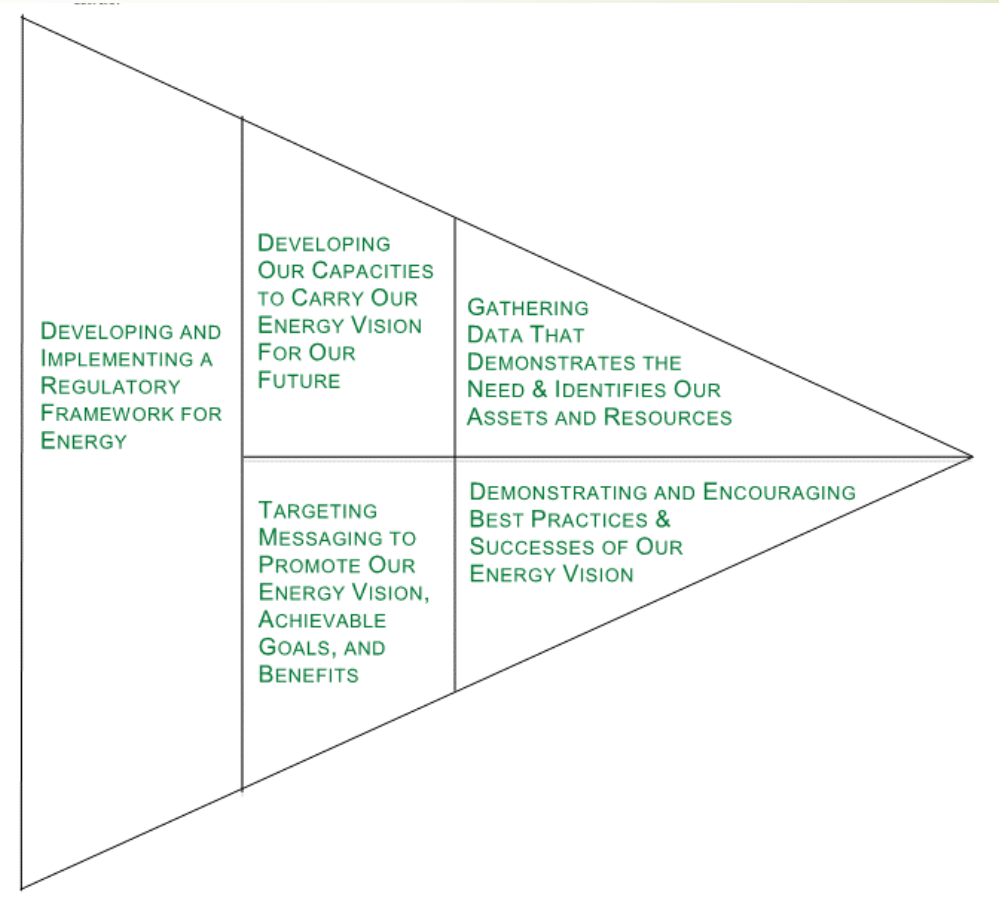 Developing and
Implementing a
Regulatory
Framework for
Energy
Developing
Our Capacities
to Carry Our
Energy Vision
For Our
Future
Gathering
Data That
Demonstrates the
Need & Identifies Our
Assets and Resources
Targeting
Messaging to
Promote Our
Energy Vision,
Achievable
Goals, and
Benefits
Demonstrating and Encouraging
Best Practices &
Successes of Our
Energy Vision